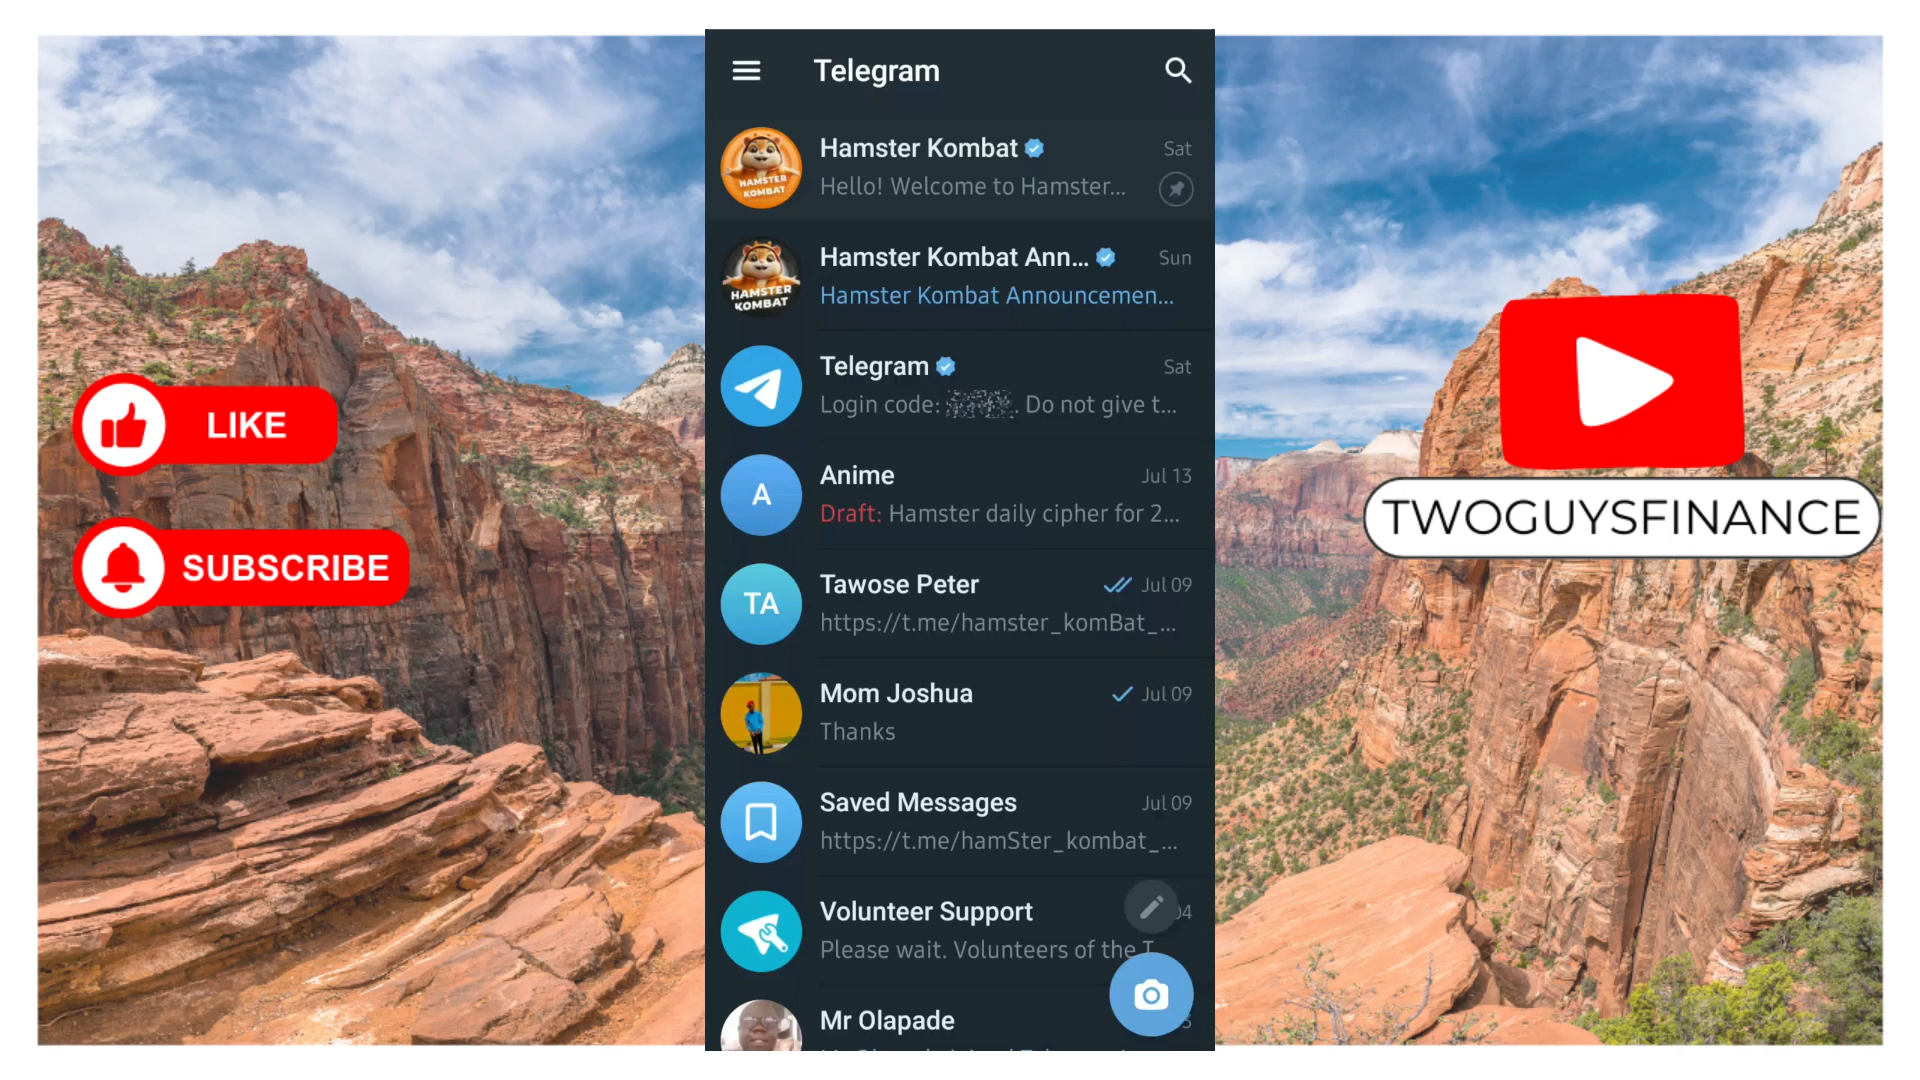 Telegram
Hamster Kombat
Sat
Hello! Welcome to Hamster...
HAMSTER
KOMBAT
Hamster Kombat Ann...
Sun
Hamster Kombat Announcemen...
HAMSTER
KOMBAT
Telegram
Sat
Login code: . Do not give t...
A
Anime
Jul 13
Draft: Hamster daily cipher for 2...
TA
Tawose Peter
Jul 09
https://t.me/hamster_komBat_...
Mom Joshua
Jul 09
Thanks
Saved Messages
Jul 09
https://t.me/hamSter_kombat_...
Volunteer Support
Please wait. Volunteers of the T
Mr Olapade
LIKE
SUBSCRIBE
TWOGUYSFINANCE